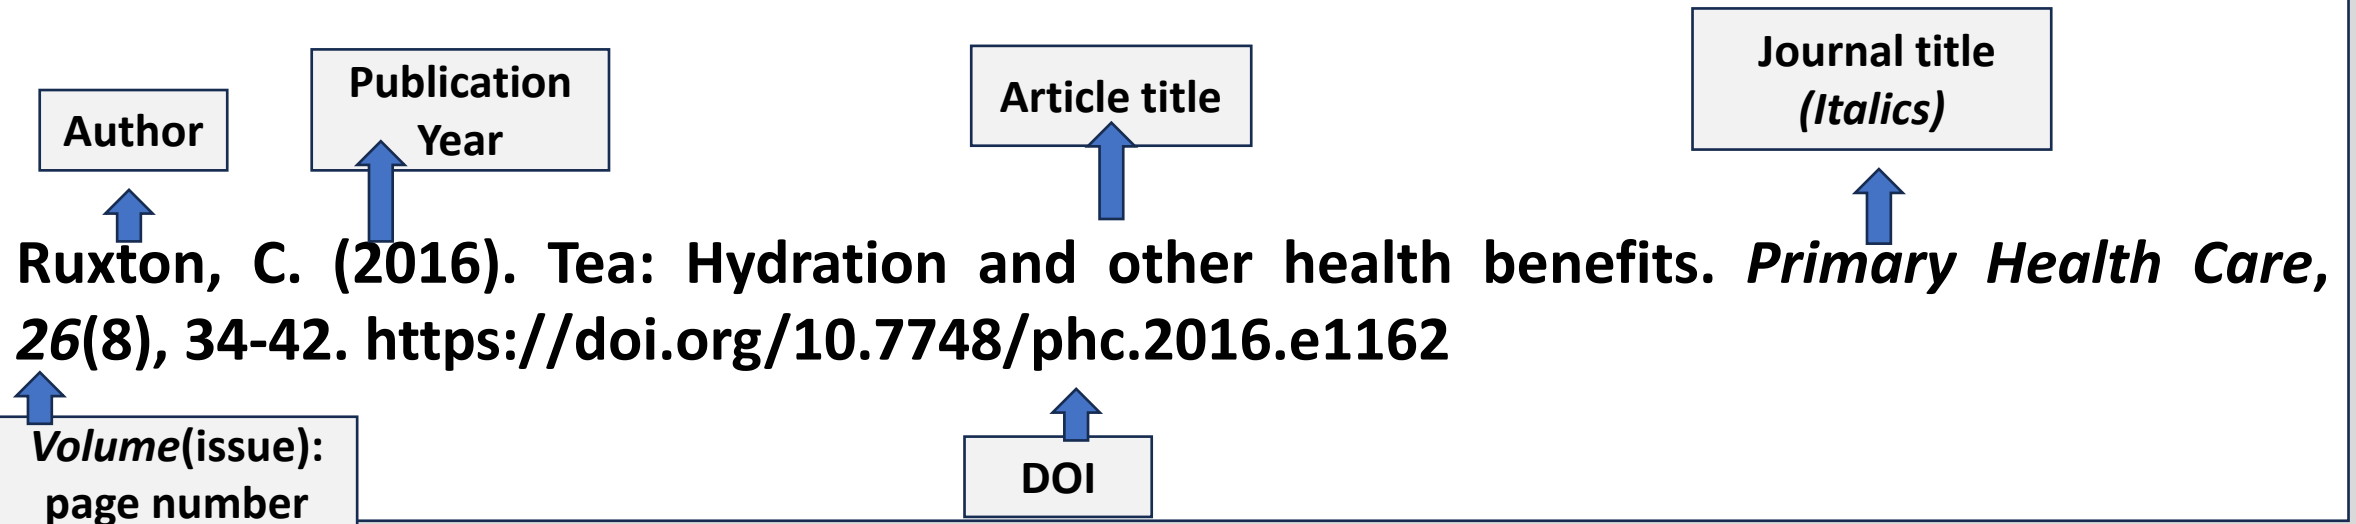 Author
Publication
Year
Article title
Journal title
(Italics)
Ruxton, C. (2016). Tea: Hydration and other health benefits. Primary Health Care,
26(8), 34-42. https://doi.org/10.7748/phc.2016.e1162
Volume(issue):
page number
DOI